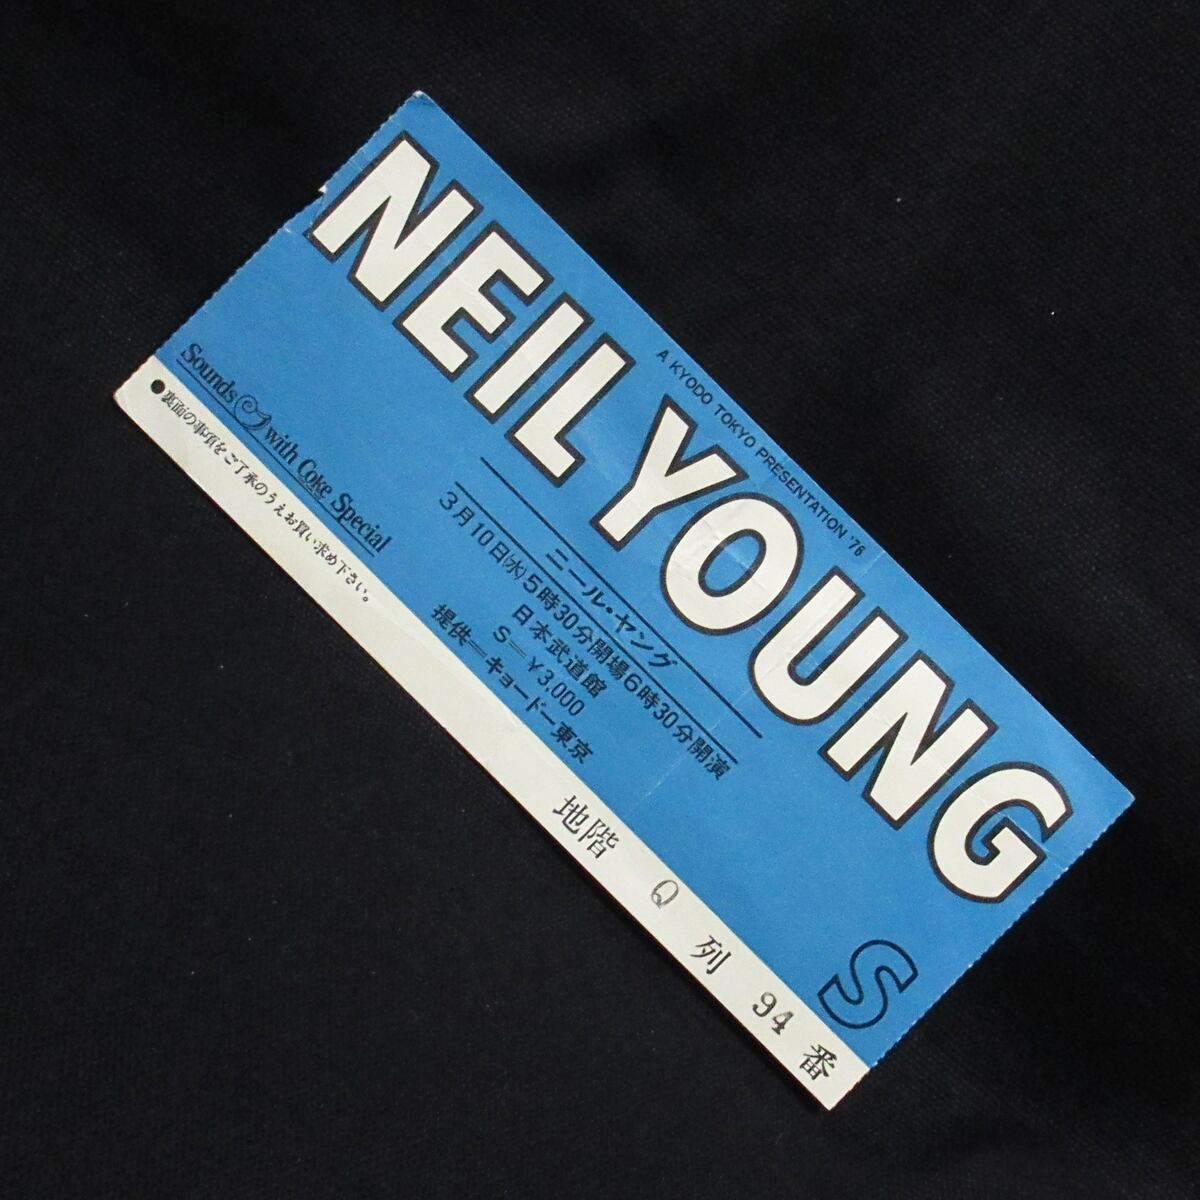 NEIL YOUNG
A KYODO TOKYO PRESENTATION '76
ニール・ヤング
3月10日(水)5時30分開場6時30分開演
日本武道館
S=¥3,000
提供=キョードー東京
Sounds with Coke Special
S
●裏面の事項をご了承のうえお買い求め下さい。
地階 Q 列 94 番